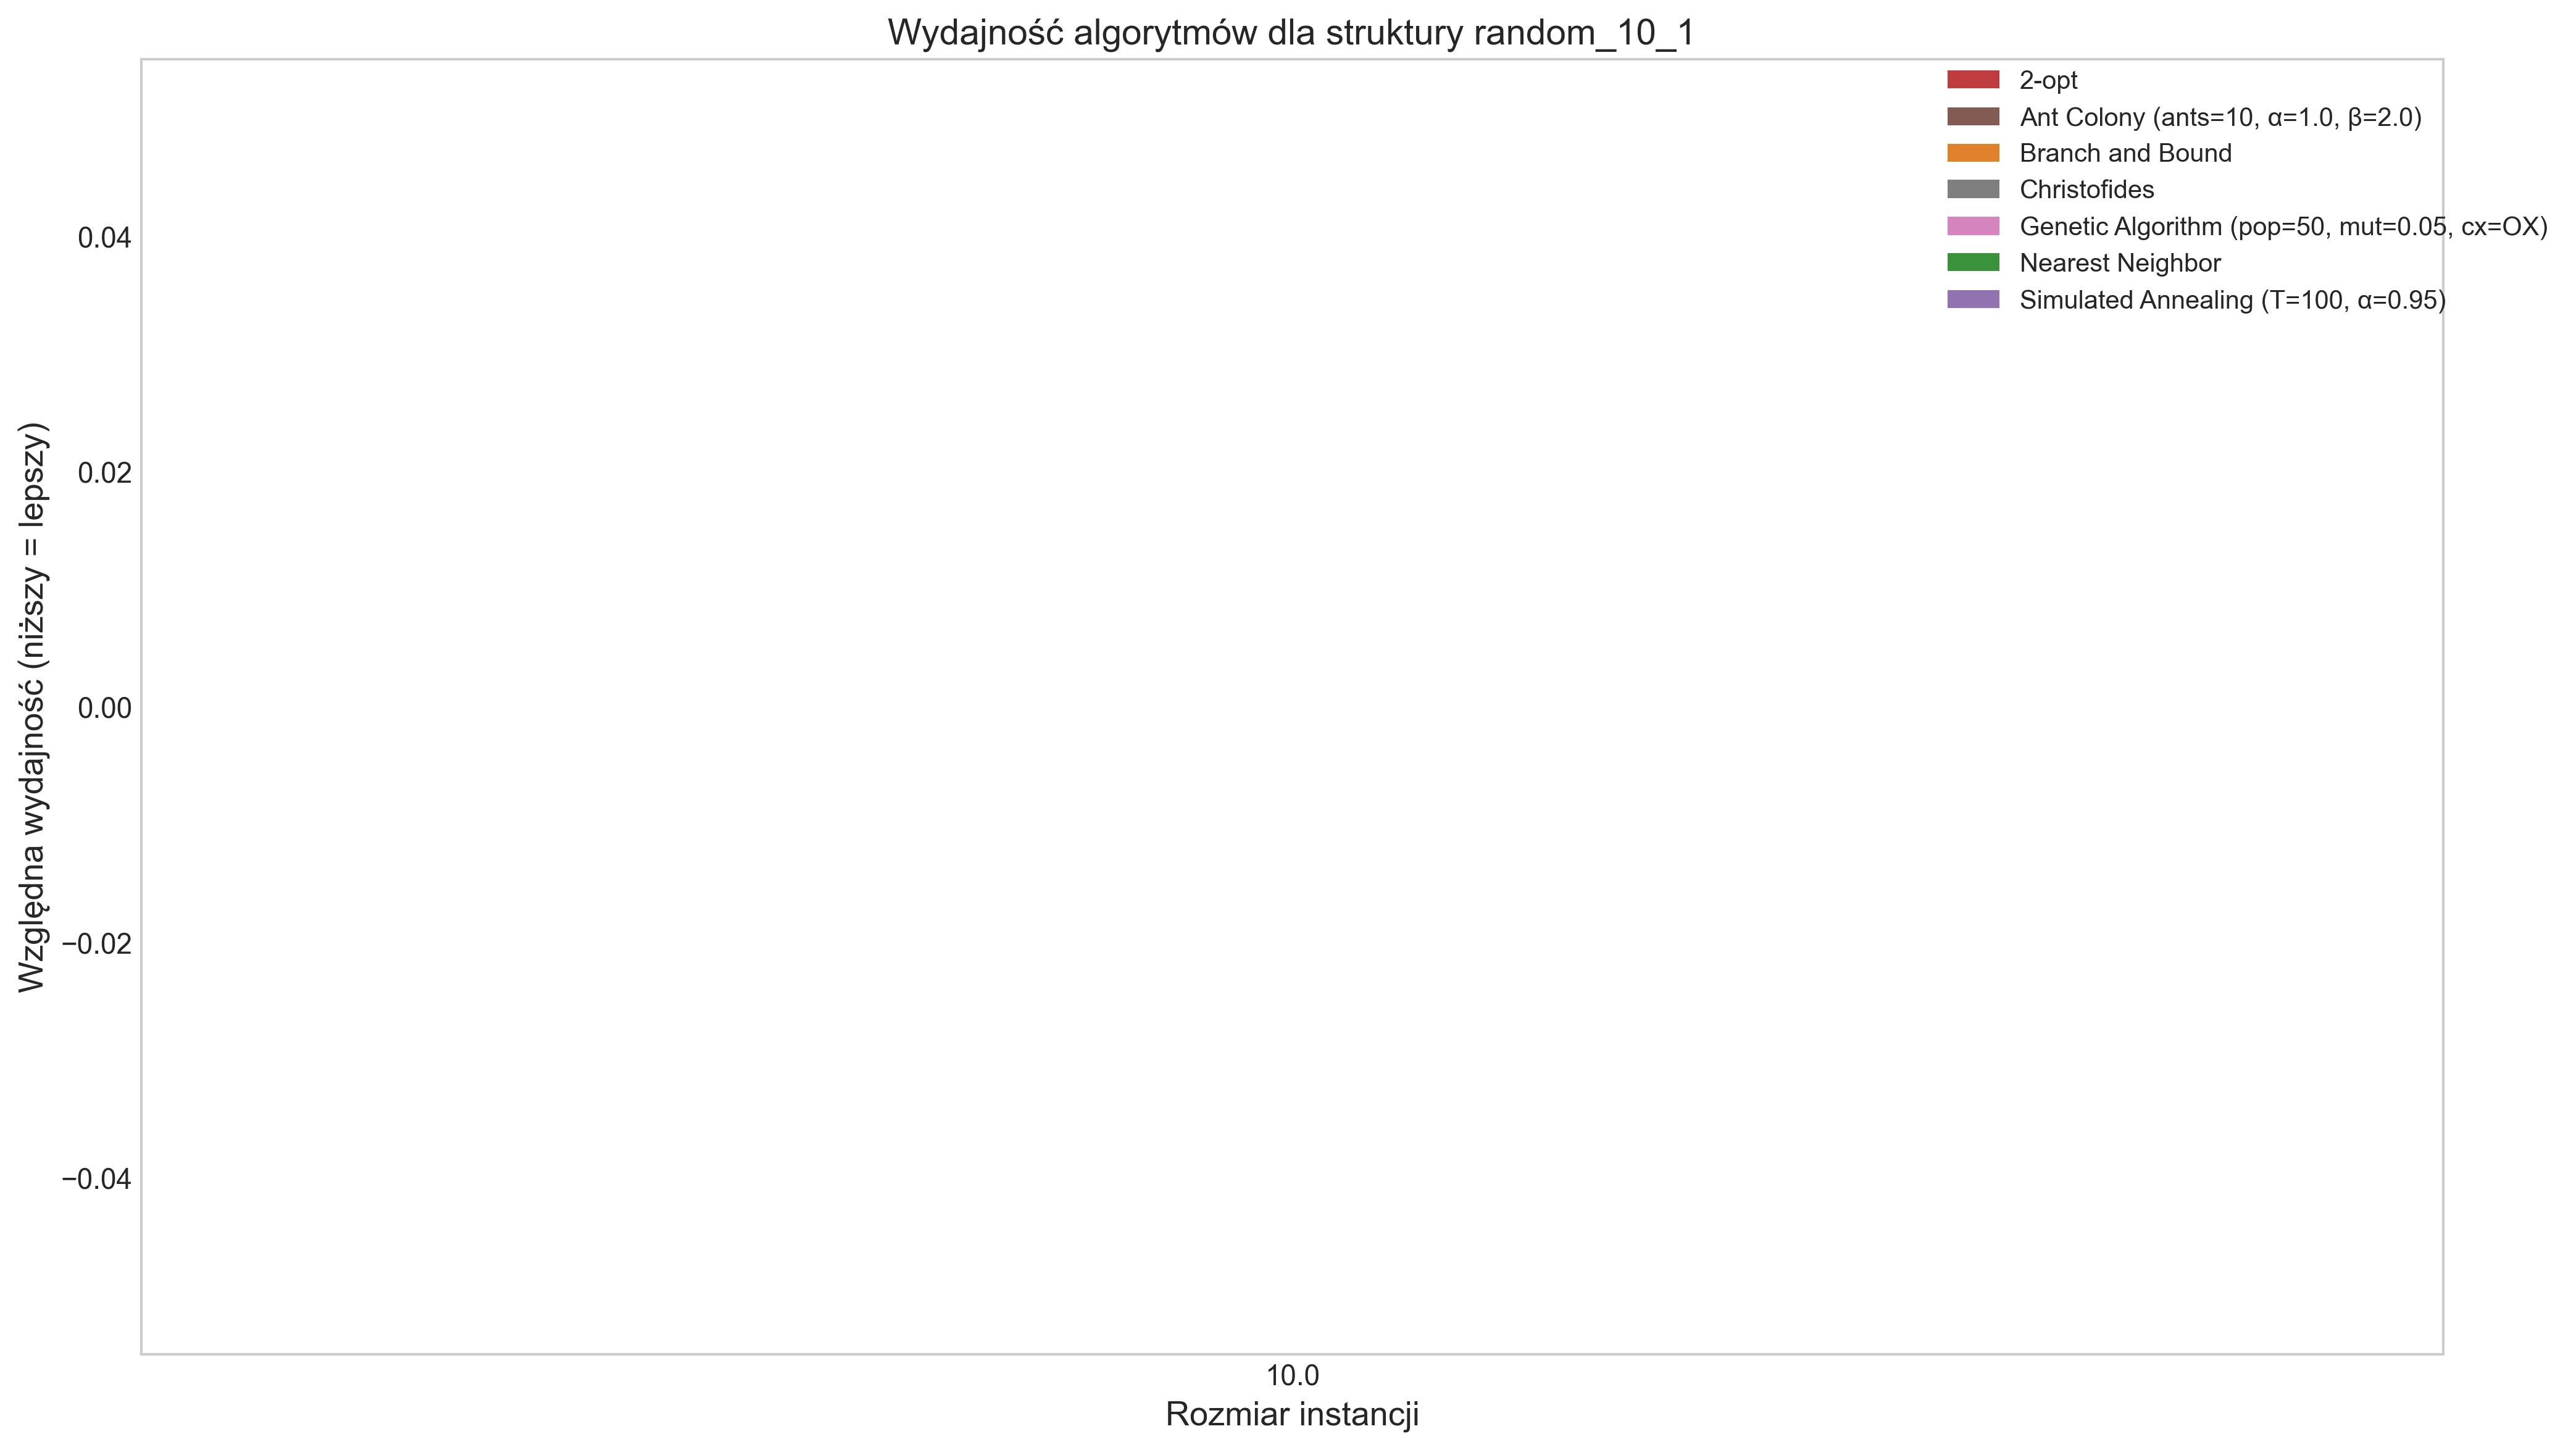 Wydajność algorytmów dla struktury random_10_1
2-opt
Ant Colony (ants=10, α=1.0, β=2.0)
Branch and Bound
Christofides
Genetic Algorithm (pop=50, mut=0.05, cx=OX)
Nearest Neighbor
Simulated Annealing (T=100, α=0.95)
Względna wydajność (niższy = lepszy)
0.04
0.02
0.00
−0.02
−0.04
10.0
Rozmiar instancji